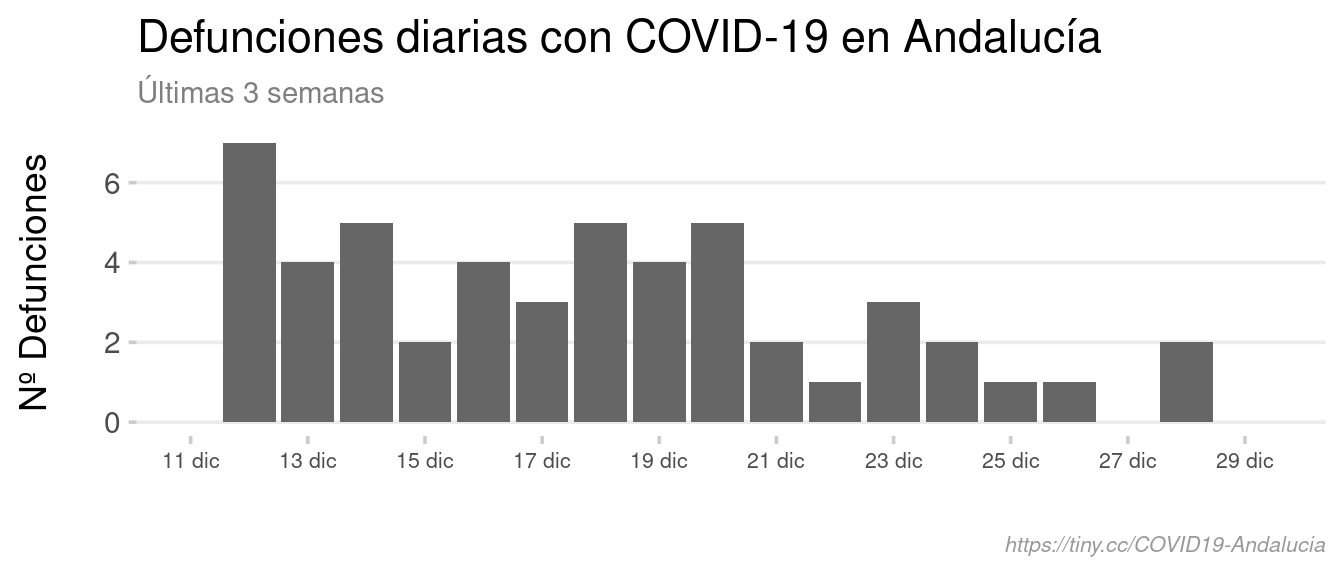 Defunciones diarias con COVID-19 en Andalucía
Últimas 3 semanas
Nº Defunciones
6
4
2
0
11 dic 13 dic 15 dic 17 dic 19 dic 21 dic 23 dic 25 dic 27 dic 29 dic
https://tiny.cc/COVID19-Andalucia